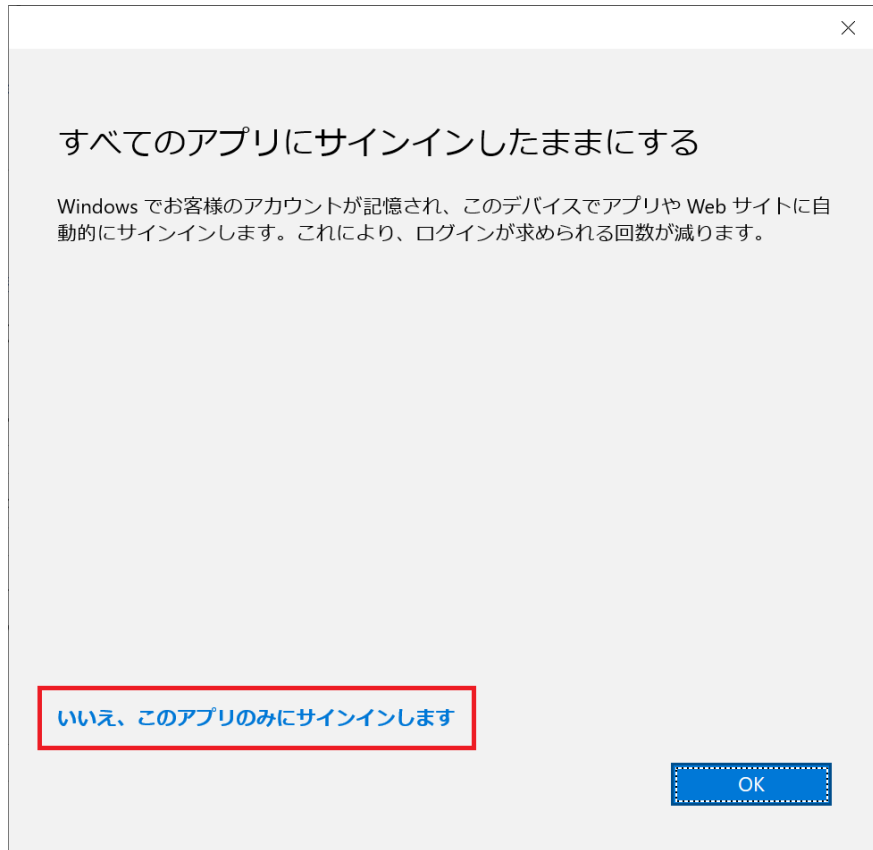 すべてのアプリにサインインしたままにする
Windows でお客様のアカウントが記憶され、このデバイスでアプリや Web サイトに自
動的にサインインします。これにより、ログインが求められる回数が減ります。
いいえ、このアプリのみにサインインします
OK